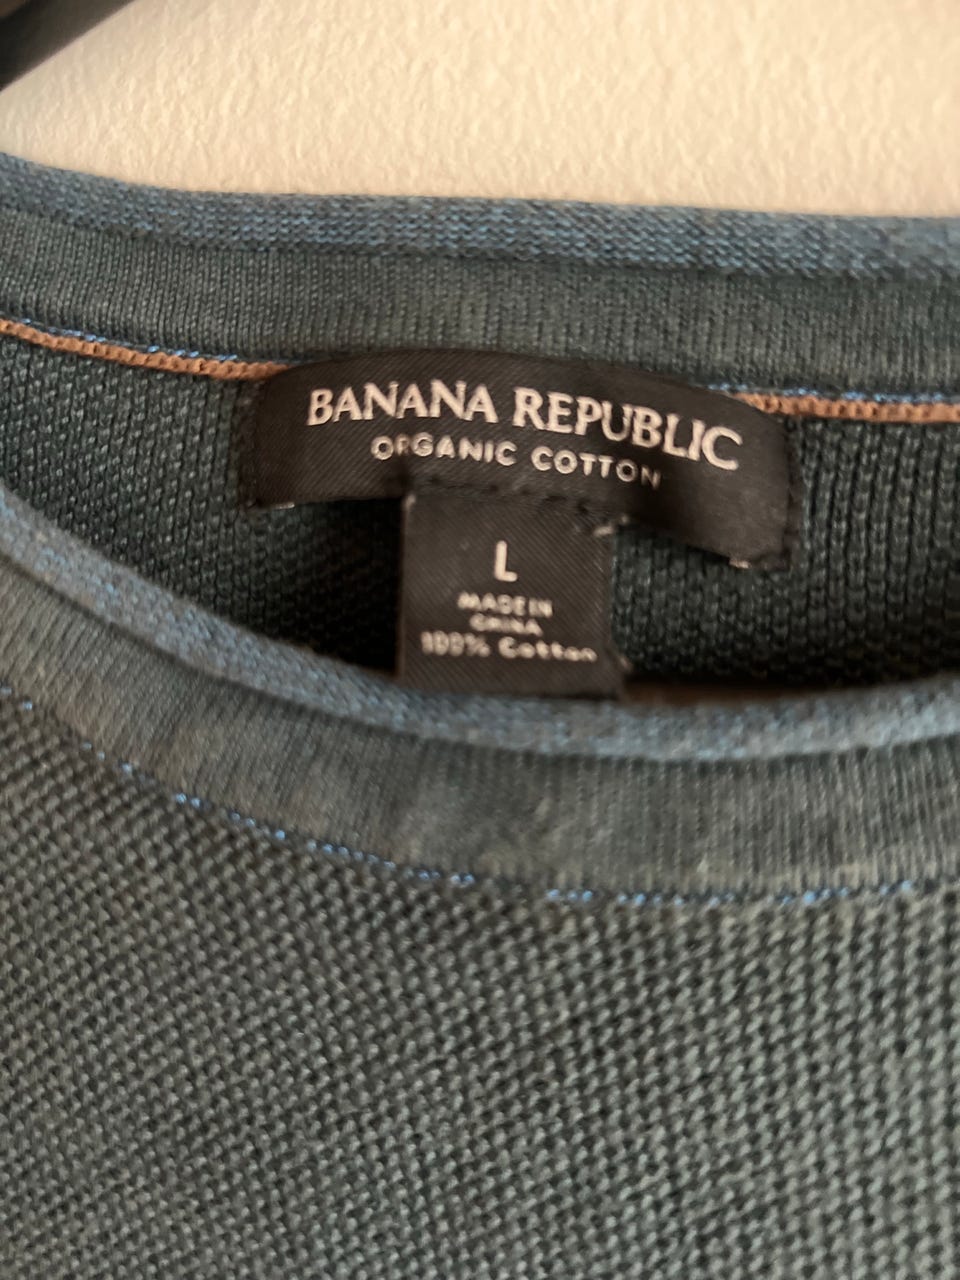 BANANA REPUBLIC
ORGANIC COTTON
L
MADE IN
CHINA
100% Cotton